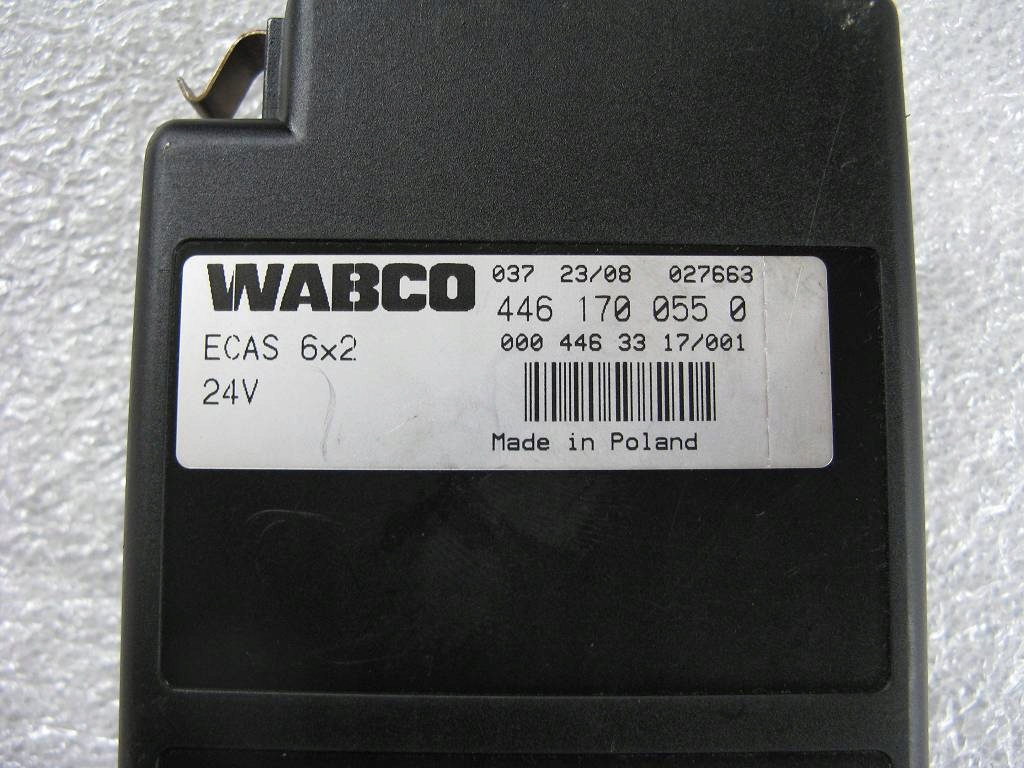 WABCO 037 23/08 027663
446 170 055 0
ECAS 6x2 000 446 33 17/001
24V
Made in Poland